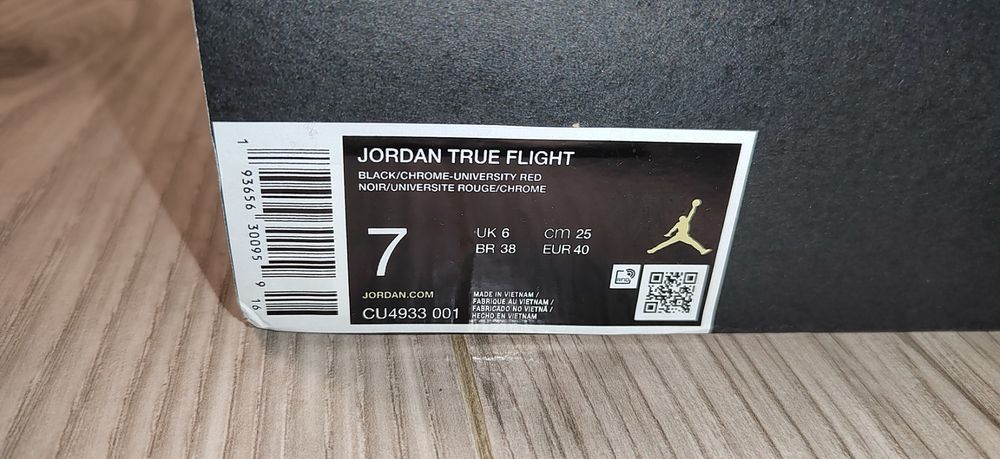 JORDAN TRUE FLIGHT
BLACK/CHROME-UNIVERSITY RED
NOIR/UNIVERSITE ROUGE/CHROME
7
UK 6 cm 25
BR 38 EUR 40
JORDAN.COM
CU4933 001
MADE IN VIETNAM /
FABRIQUE AU VIETNAM /
FABRICADO NO VIETNÃ /
HECHO EN VIETNAM
RFID
1 93656 30095 9 16